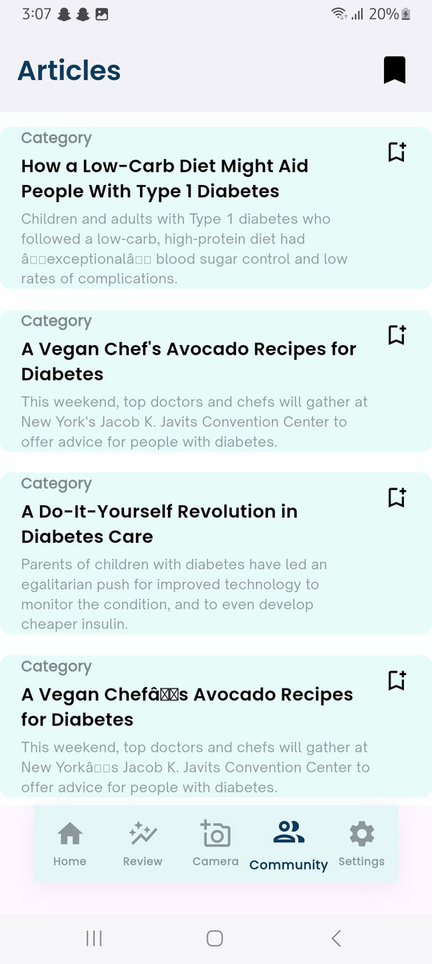 3:07
20%
Articles
Category
How a Low-Carb Diet Might Aid
People With Type 1 Diabetes
Children and adults with Type 1 diabetes who
followed a low-carb, high-protein diet had
â□□exceptionalâ□□ blood sugar control and low
rates of complications.
Category
A Vegan Chef's Avocado Recipes for
Diabetes
This weekend, top doctors and chefs will gather at
New York's Jacob K. Javits Convention Center to
offer advice for people with diabetes.
Category
A Do-It-Yourself Revolution in
Diabetes Care
Parents of children with diabetes have led an
egalitarian push for improved technology to
monitor the condition, and to even develop
cheaper insulin.
Category
A Vegan Chefâ□□s Avocado Recipes
for Diabetes
This weekend, top doctors and chefs will gather at
New Yorkâ□□s Jacob K. Javits Convention Center to
offer advice for people with diabetes.
Home
Review
Camera
Community
Settings